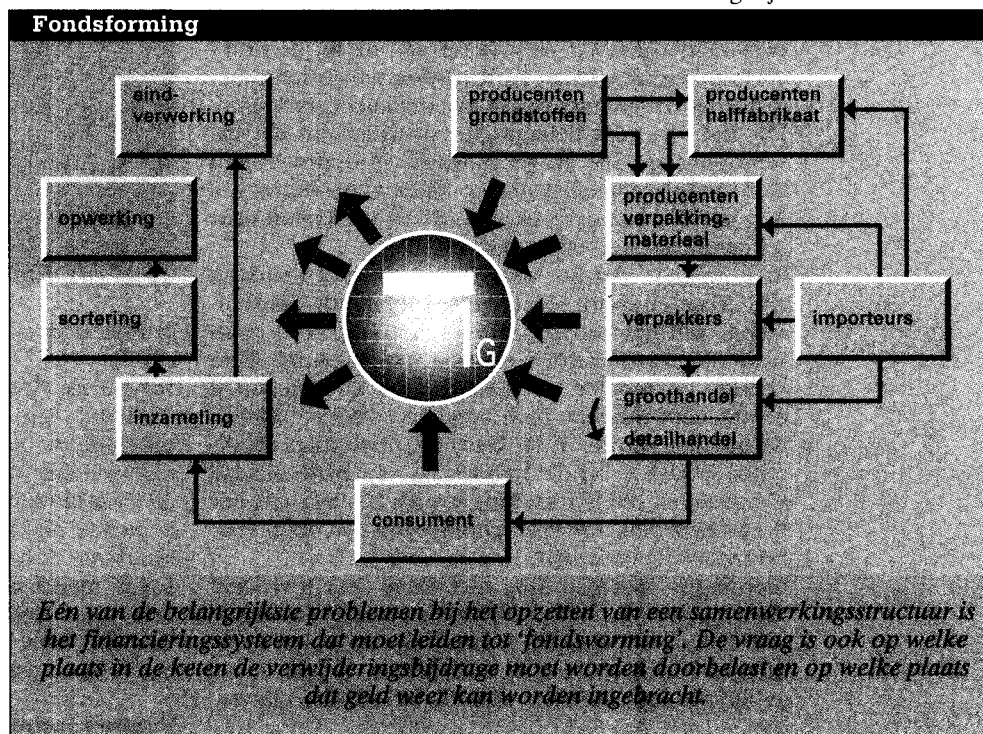 Fondsforming
eind-
verwerking
producenten
grondstoffen
producenten
halffabrikaat
opwerking
producenten
verpakking-
materiaal
sortering
verpakkers
importeurs
G
inzameling
groothandel
detailhandel
consument
Eén van de belangrijkste problemen bij het opzetten van een samenwerkingsstructuur is
het financieringssysteem dat moet leiden tot 'fondsvorming'. De vraag is ook op welke
plaats in de keten de verwijderingsbijdrage moet worden doorbelast en op welke plaats
dat geld weer kan worden ingebracht.